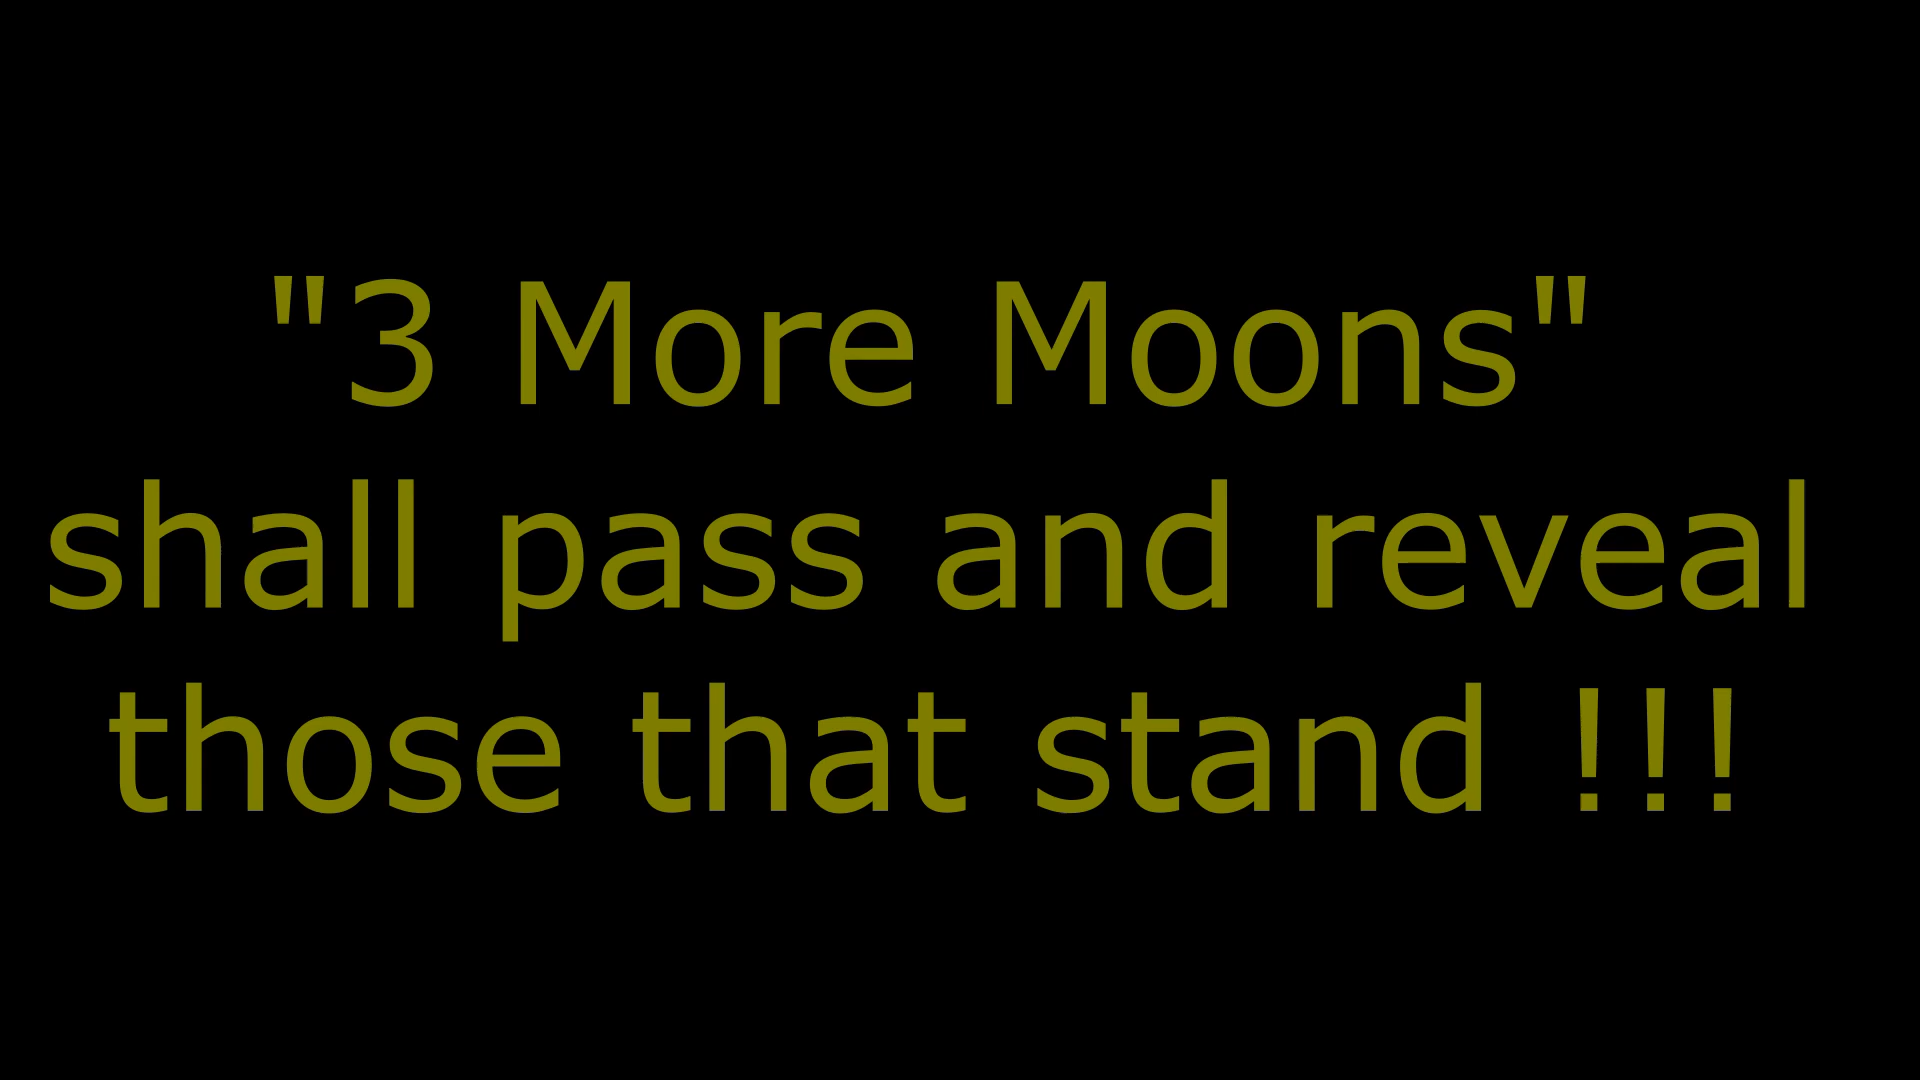 "3 More Moons"
shall pass and reveal
those that stand !!!